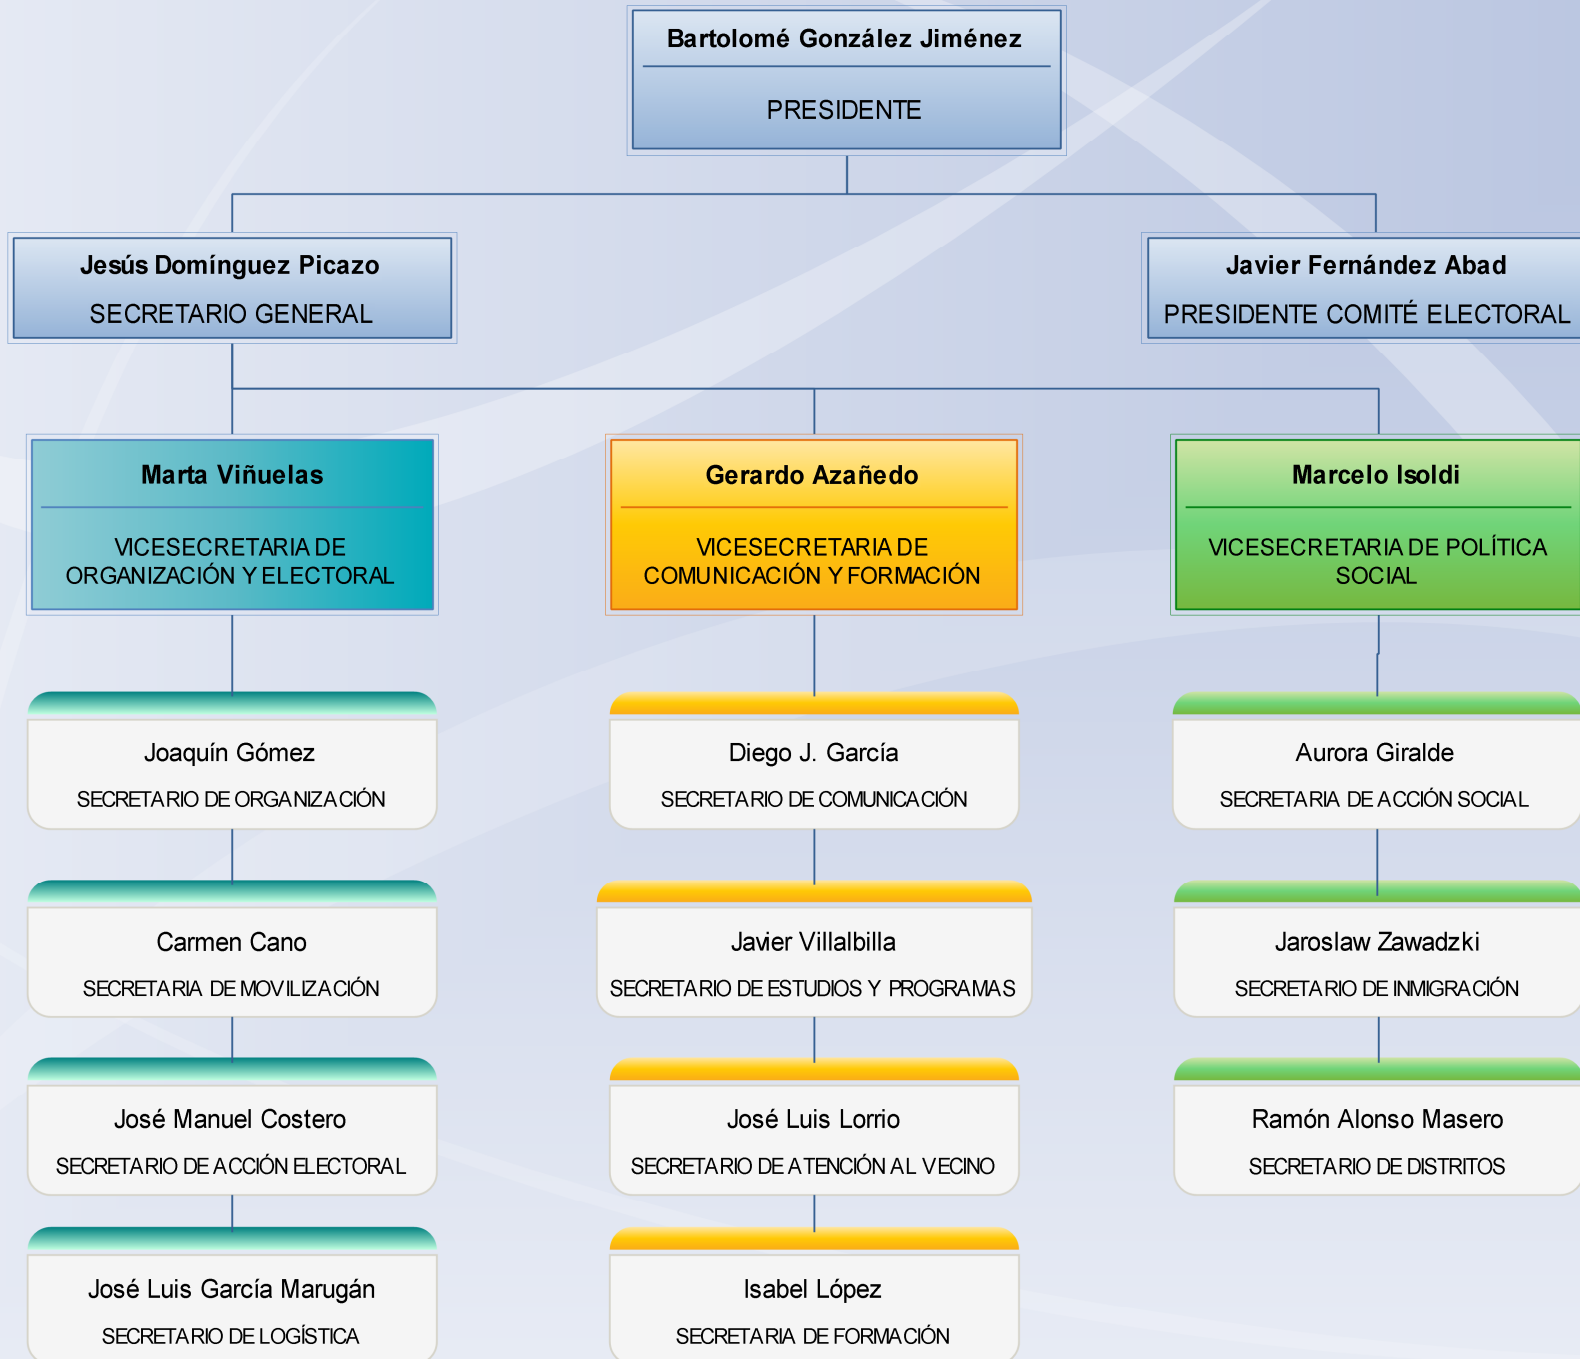 Bartolomé González Jiménez
PRESIDENTE
Jesús Domínguez Picazo
SECRETARIO GENERAL
Javier Fernández Abad
PRESIDENTE COMITÉ ELECTORAL
Marta Viñuelas
VICESECRETARIA DE
ORGANIZACIÓN Y ELECTORAL
Gerardo Azañedo
VICESECRETARIA DE
COMUNICACIÓN Y FORMACIÓN
Marcelo Isoldi
VICESECRETARIA DE POLÍTICA
SOCIAL
Joaquín Gómez
SECRETARIO DE ORGANIZACIÓN
Diego J. García
SECRETARIO DE COMUNICACIÓN
Aurora Giralde
SECRETARIA DE ACCIÓN SOCIAL
Carmen Cano
SECRETARIA DE MOVILIZACIÓN
Javier Villalbilla
SECRETARIO DE ESTUDIOS Y PROGRAMAS
Jaroslaw Zawadzki
SECRETARIO DE INMIGRACIÓN
José Manuel Costero
SECRETARIO DE ACCIÓN ELECTORAL
José Luis Lorrio
SECRETARIO DE ATENCIÓN AL VECINO
Ramón Alonso Masero
SECRETARIO DE DISTRITOS
José Luis García Marugán
SECRETARIO DE LOGÍSTICA
Isabel López
SECRETARIA DE FORMACIÓN